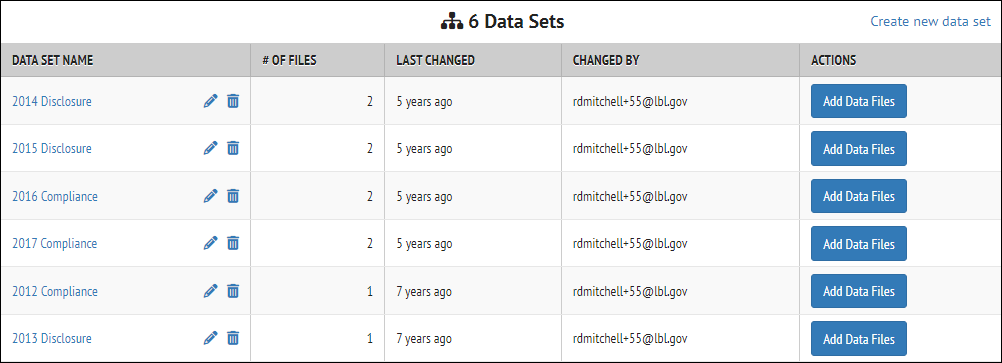 6 Data Sets
Create new data set
DATA SET NAME # OF FILES LAST CHANGED CHANGED BY ACTIONS
2014 Disclosure 2 5 years ago rdmitchell+55@lbl.gov Add Data Files
2015 Disclosure 2 5 years ago rdmitchell+55@lbl.gov Add Data Files
2016 Compliance 2 5 years ago rdmitchell+55@lbl.gov Add Data Files
2017 Compliance 2 5 years ago rdmitchell+55@lbl.gov Add Data Files
2012 Compliance 1 7 years ago rdmitchell+55@lbl.gov Add Data Files
2013 Disclosure 1 7 years ago rdmitchell+55@lbl.gov Add Data Files